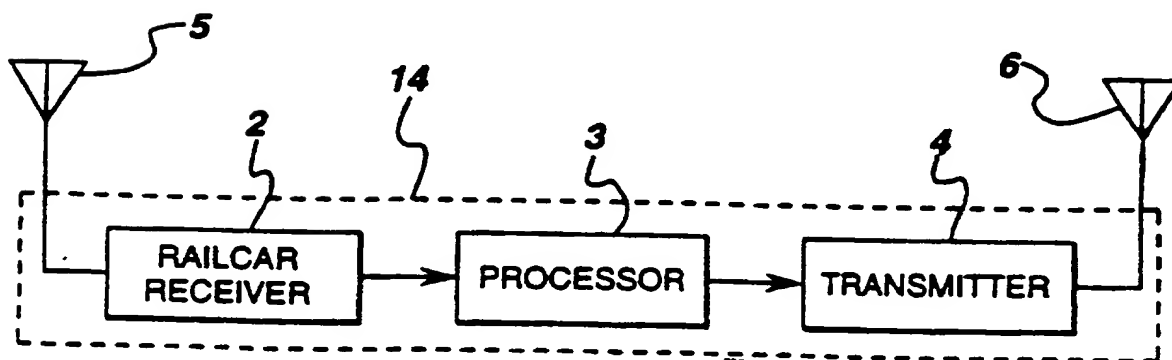 5
14
6
2
3
4
RAILCAR
RECEIVER
PROCESSOR
TRANSMITTER